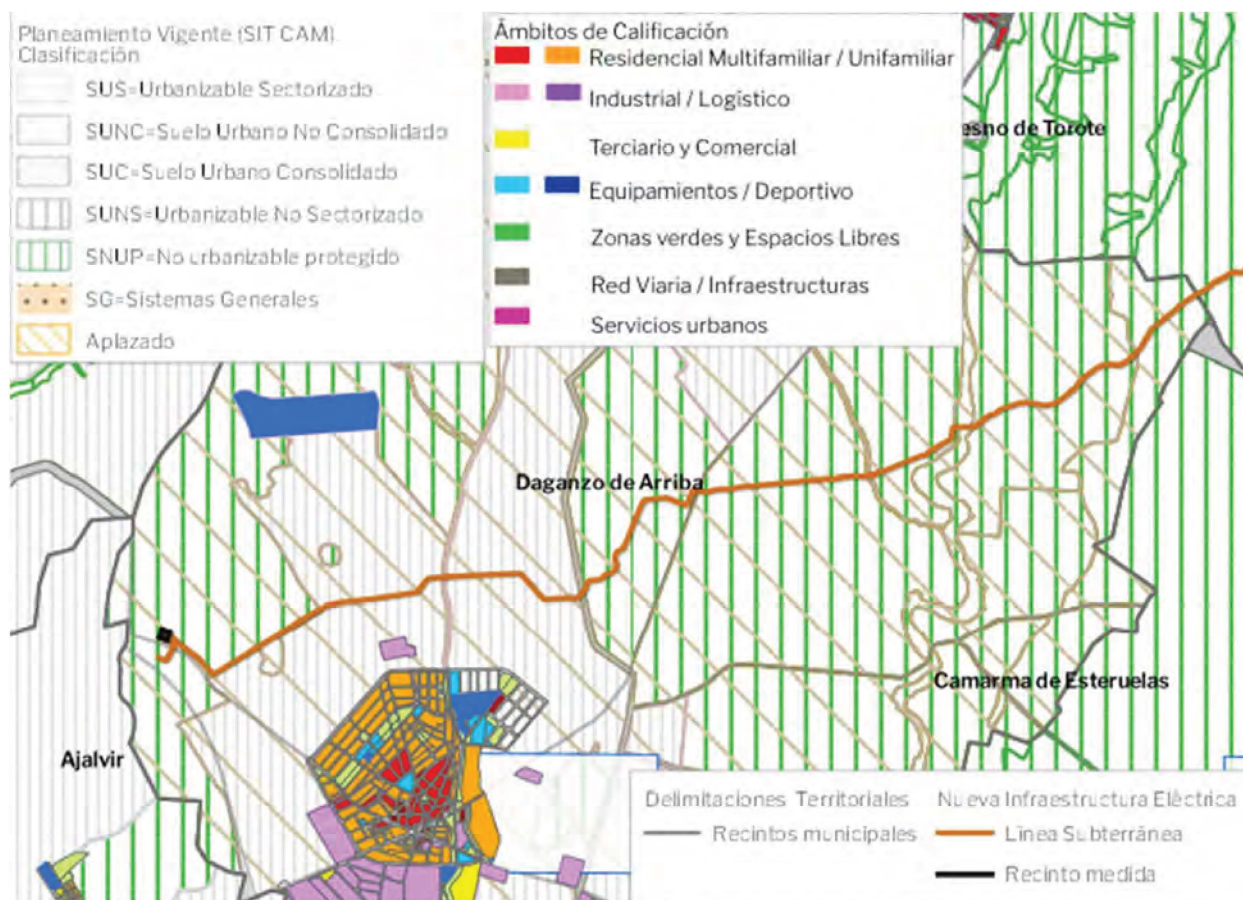 Planeamiento Vigente (SIT CAM)
Clasificación
SUS=Urbanizable Sectorizado
SUNC=Suelo Urbano No Consolidado
SUC=Suelo Urbano Consolidado
SUNS=Urbanizable No Sectorizado
SNUP=No urbanizable protegido
SG=Sistemas Generales
Aplazado
Ámbitos de Calificación
Residencial Multifamiliar / Unifamiliar
Industrial / Logístico
Terciario y Comercial
Equipamientos / Deportivo
Zonas verdes y Espacios Libres
Red Viaria / Infraestructuras
Servicios urbanos
esno de Torote
Daganzo de Arriba
Camarma de Esteruelas
Ajalvir
Delimitaciones Territoriales
Recintos municipales
Nueva Infraestructura Elèctrica
Lìnea Subterrànea
Recinto medida